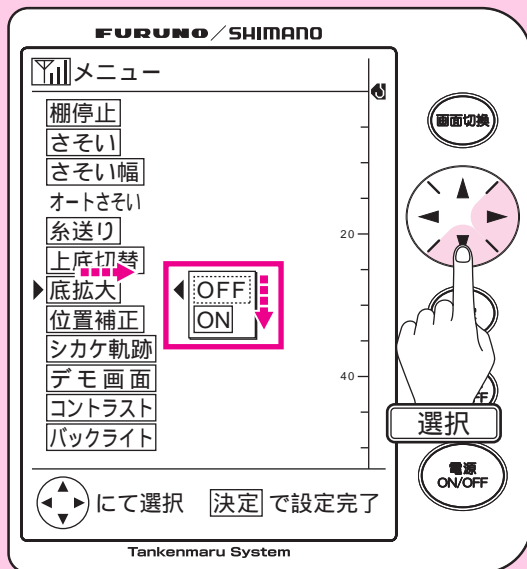 FURUNO/SHIMANO
メニュー
棚停止
さそい
さそい幅
オートさそい
糸送り
上底切替
底拡大
位置補正
シカケ軌跡
デモ画面
コントラスト
バックライト
OFF
ON
20
40
にて選択 決定 で設定完了
Tankenmaru System
画面切換
F
選択
電源
ON/OFF